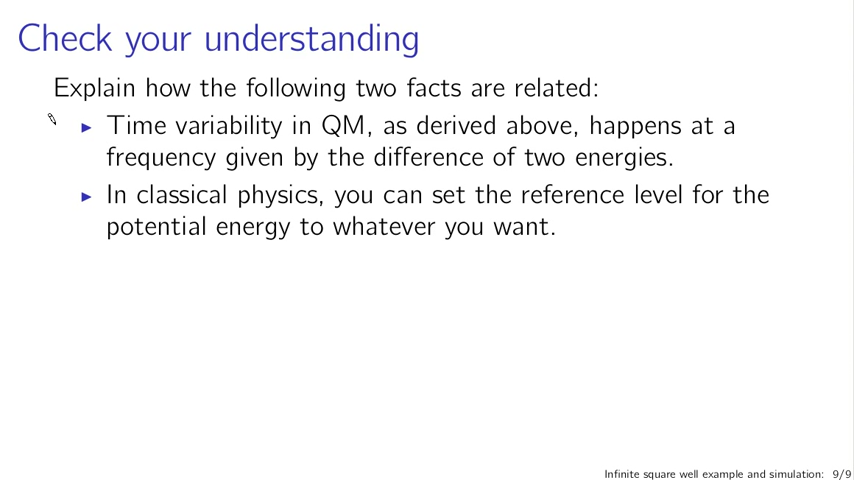 Check your understanding
Explain how the following two facts are related:
Time variability in QM, as derived above, happens at a
frequency given by the difference of two energies.
In classical physics, you can set the reference level for the
potential energy to whatever you want.
Infinite square well example and simulation: 9/9